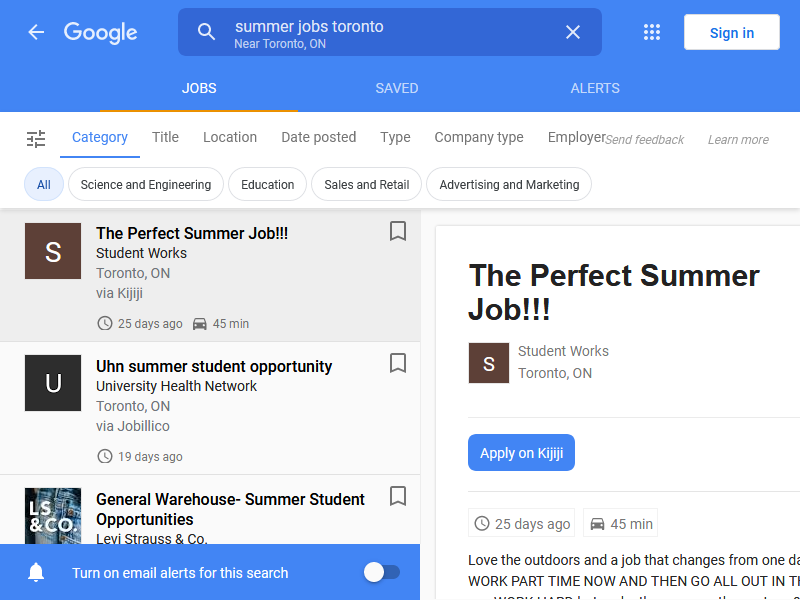 Google
summer jobs toronto
Near Toronto, ON
Sign in
JOBS
SAVED
ALERTS
Category
Title
Location
Date posted
Type
Company type
Employer
Send feedback
Learn more
All
Science and Engineering
Education
Sales and Retail
Advertising and Marketing
S
The Perfect Summer Job!!!
Student Works
Toronto, ON
via Kijiji
25 days ago
45 min
U
Uhn summer student opportunity
University Health Network
Toronto, ON
via Jobillico
19 days ago
LS
&CO.
General Warehouse- Summer Student
Opportunities
Levi Strauss & Co.
Turn on email alerts for this search
The Perfect Summer
Job!!!
S
Student Works
Toronto, ON
Apply on Kijiji
25 days ago
45 min
Love the outdoors and a job that changes from one da
WORK PART TIME NOW AND THEN GO ALL OUT IN TH